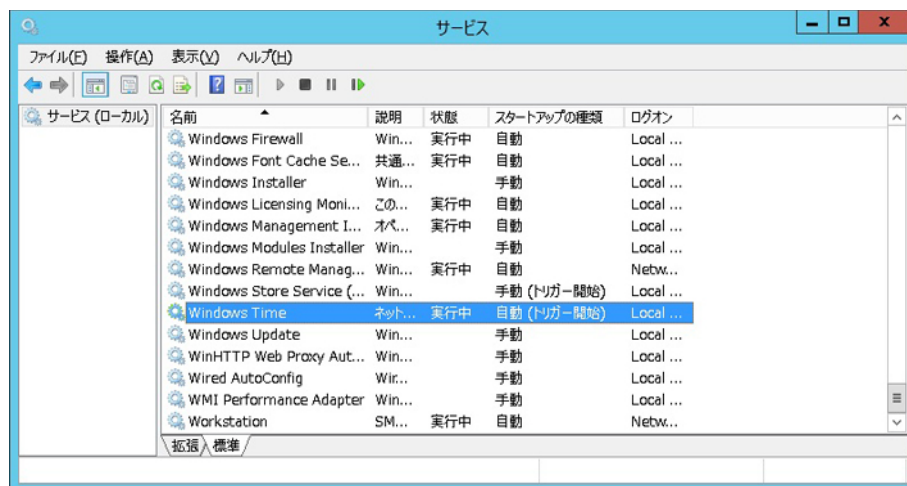 サービス
ファイル(F) 操作(A) 表示(V) ヘルプ(H)
サービス (ローカル)
名前 説明 状態 スタートアップの種類 ログオン
Windows Firewall Win... 実行中 自動 Local ...
Windows Font Cache Se... 共通... 実行中 自動 Local ...
Windows Installer Win... 手動 Local ...
Windows Licensing Moni... この... 実行中 自動 Local ...
Windows Management I... オペ... 実行中 自動 Local ...
Windows Modules Installer Win... 手動 Local ...
Windows Remote Manag... Win... 実行中 自動 Netw...
Windows Store Service (... Win... 手動 (トリガー開始) Local ...
Windows Time ネット... 実行中 自動 (トリガー開始) Local ...
Windows Update Win... 手動 Local ...
WinHTTP Web Proxy Aut... Win... 手動 Local ...
Wired AutoConfig Wir... 手動 Local ...
WMI Performance Adapter Win... 手動 Local ...
Workstation SM... 実行中 自動 Netw...
拡張 標準